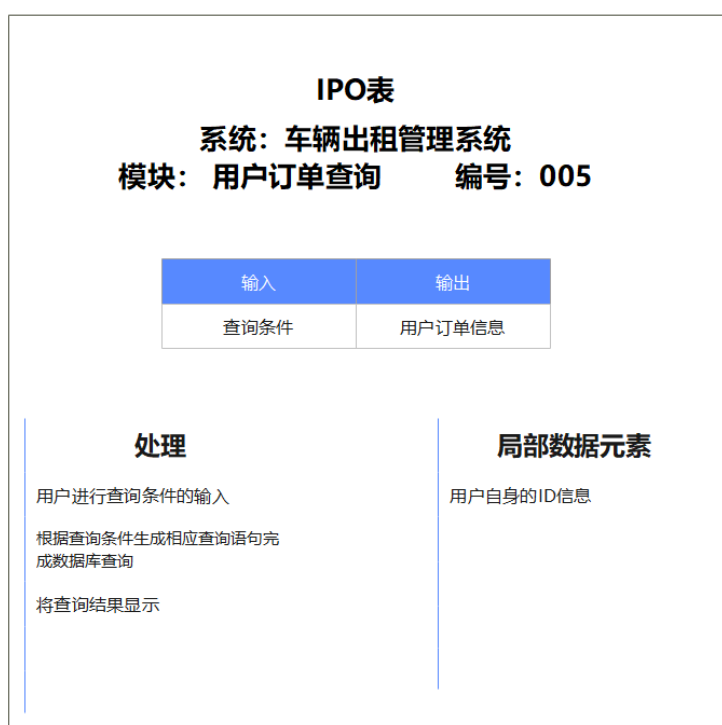 IPO表
系统：车辆出租管理系统
模块： 用户订单查询 编号：005
输入 输出
查询条件 用户订单信息
处理
用户进行查询条件的输入
根据查询条件生成相应查询语句完
成数据库查询
将查询结果显示
局部数据元素
用户自身的ID信息